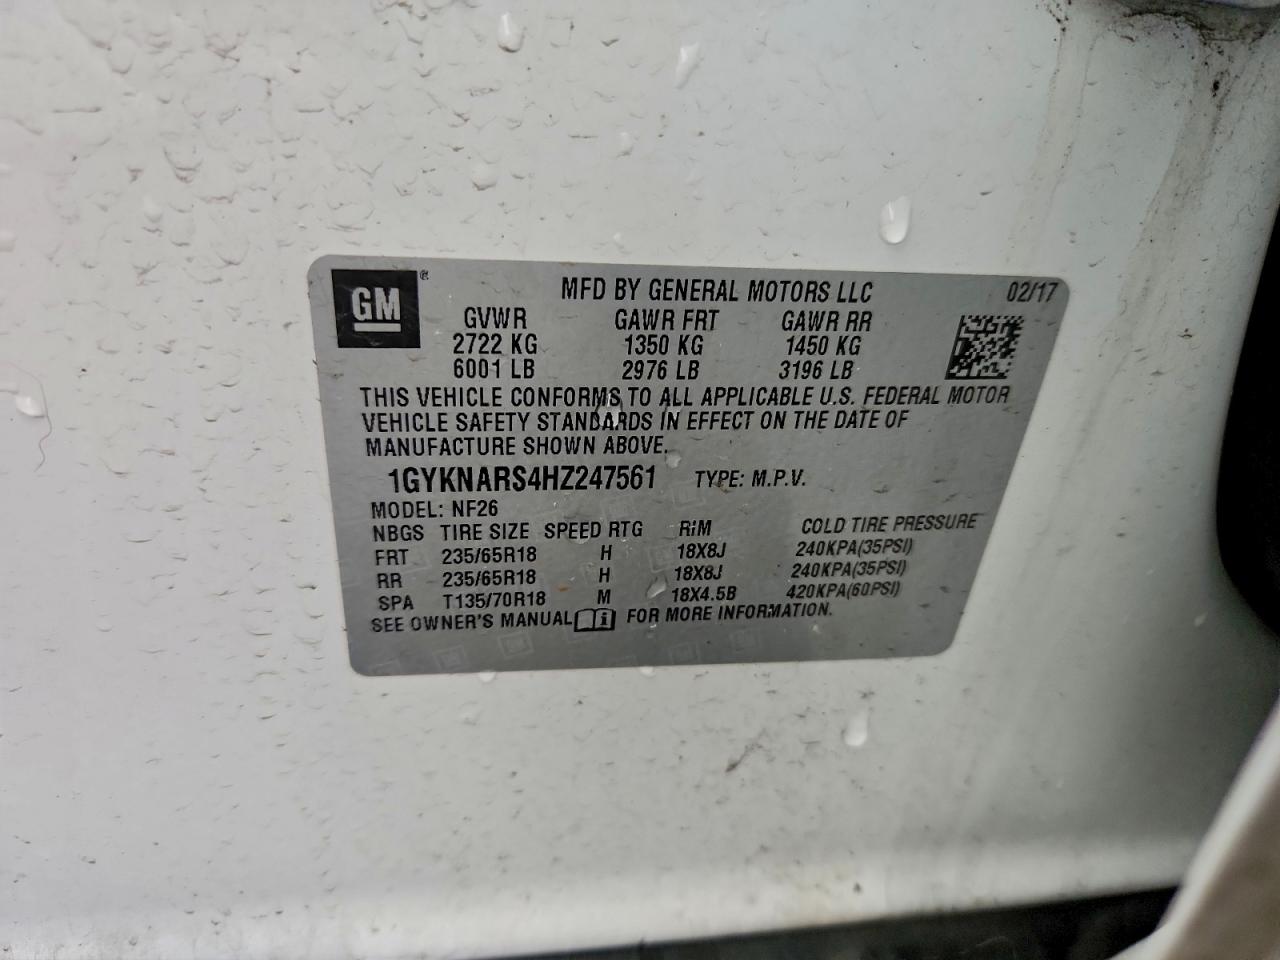 GM®
MFD BY GENERAL MOTORS LLC 02/17
GVWR GAWR FRT GAWR RR
2722 KG 1350 KG 1450 KG
6001 LB 2976 LB 3196 LB
THIS VEHICLE CONFORMS TO ALL APPLICABLE U.S. FEDERAL MOTOR
VEHICLE SAFETY STANDARDS IN EFFECT ON THE DATE OF
MANUFACTURE SHOWN ABOVE.
1GYKNARS4HZ247561 TYPE: M.P.V.
MODEL: NF26
NBGS TIRE SIZE SPEED RTG RIM COLD TIRE PRESSURE
FRT 235/65R18 H 18X8J 240KPA(35PSI)
RR 235/65R18 H 18X8J 240KPA(35PSI)
SPA T135/70R18 M 18X4.5B 420KPA(60PSI)
SEE OWNER'S MANUAL i FOR MORE INFORMATION.